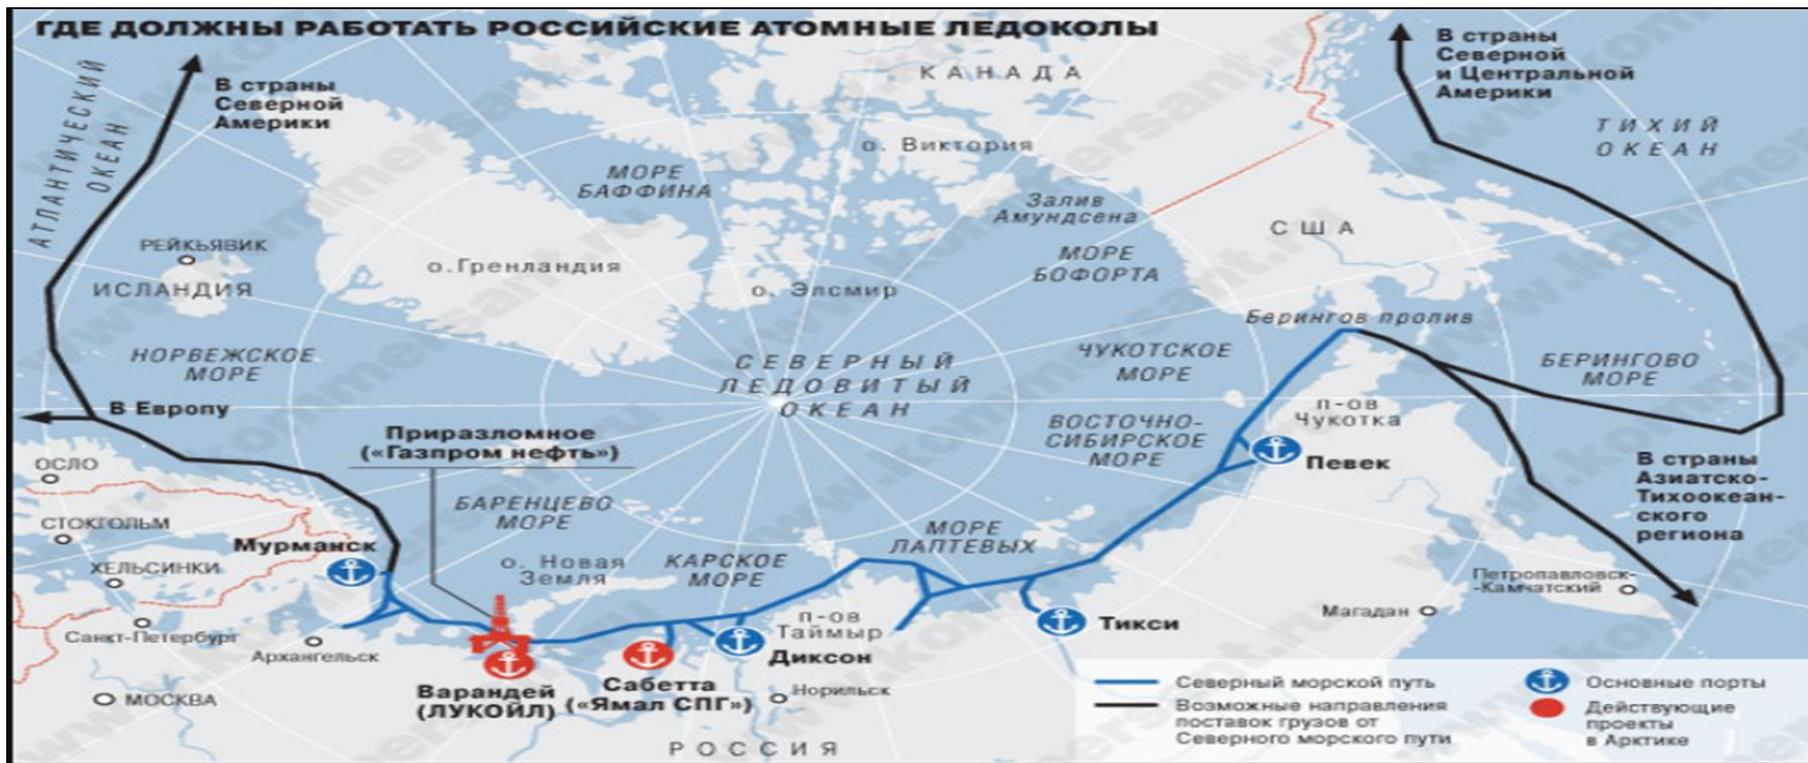 ГДЕ ДОЛЖНЫ РАБОТАТЬ РОССИЙСКИЕ АТОМНЫЕ ЛЕДОКОЛЫ
АТЛАНТИЧЕСКИЙ
ОКЕАН
В страны
Северной
Америки
КАНАДА
В страны
Северной
и Центральной
Америки
ТИХИЙ
ОКЕАН
о. Виктория
МОРЕ
БАФФИНА
Залив
Амундсена
США
РЕЙКЬЯВИК
ИСЛАНДИЯ
о.Гренландия
о. Элсмир
МОРЕ
БОФОРТА
Берингов пролив
НОРВЕЖСКОЕ
МОРЕ
СЕВЕРНЫЙ
ЛЕДОВИТЫЙ
ОКЕАН
ЧУКОТСКОЕ
МОРЕ
БЕРИНГОВО
МОРЕ
В Европу
п-ов
Чукотка
Приразломное
(«Газпром нефть»)
ВОСТОЧНО-
СИБИРСКОЕ
МОРЕ
Певек
В страны
Азиатско-
Тихоокеан-
ского
региона
ОСЛО
СТОКГОЛЬМ
ХЕЛЬСИНКИ
Мурманск
БАРЕНЦЕВО
МОРЕ
о. Новая
Земля
КАРСКОЕ
МОРЕ
МОРЕ
ЛАПТЕВЫХ
Петропавловск-
-Камчатский
Магадан
Санкт-Петербург
Архангельск
п-ов
Таймыр
Тикси
Диксон
МОСКВА
Варандей
(ЛУКОЙЛ)
Сабетта
(«Ямал СПГ»)
Норильск
РОССИЯ
Северный морской путь
Возможные направления
поставок грузов от
Северного морского пути
Основные порты
Действующие
проекты
в Арктике
www.kommersant.ru